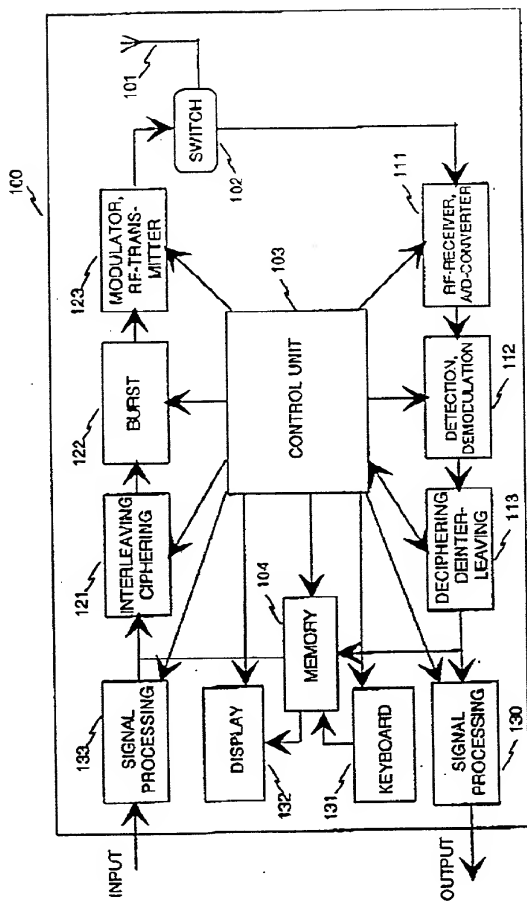 100
INPUT
133
SIGNAL
PROCESSING
121
INTERLEAVING
CIPHERING
122
BURST
123
MODULATOR,
RF-TRANS-
MITTER
101
SWITCH
102
132
DISPLAY
104
MEMORY
103
CONTROL UNIT
131
KEYBOARD
111
RF-RECEIVER,
A/D-CONVERTER
DETECTION,
DEMODULATION
112
DECIPHERING
DEINTER-
LEAVING
113
SIGNAL
PROCESSING
130
OUTPUT